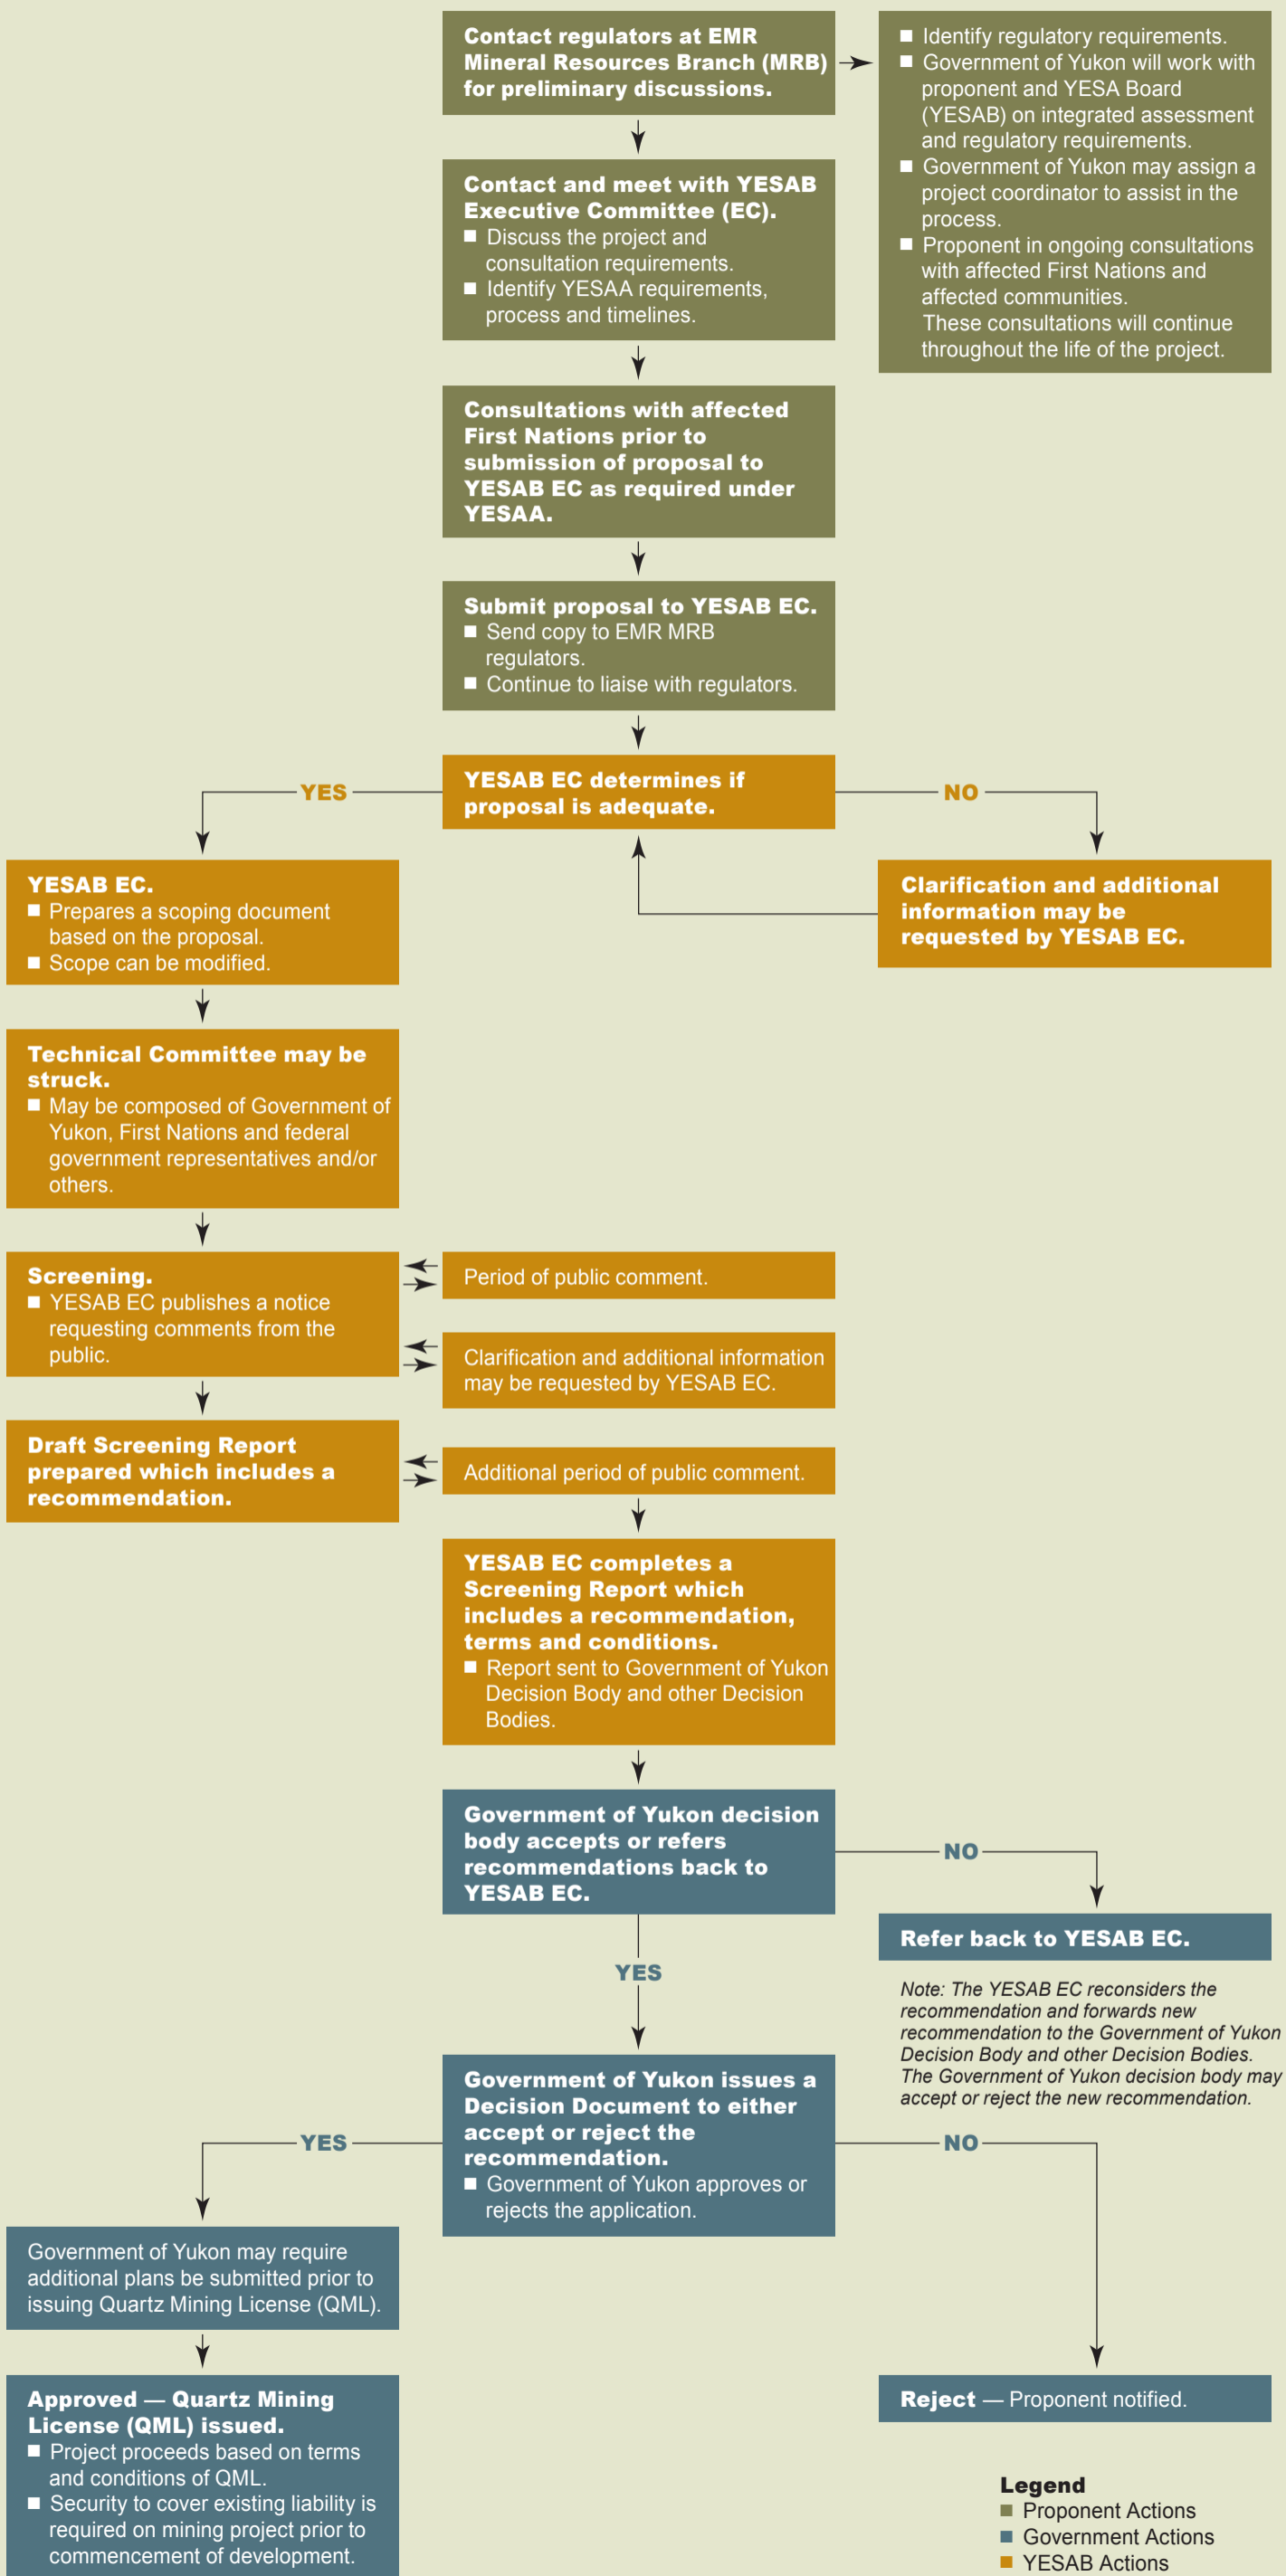 Contact regulators at EMR
Mineral Resources Branch (MRB)
for preliminary discussions.
■ Identify regulatory requirements.
■ Government of Yukon will work with
proponent and YESA Board
(YESAB) on integrated assessment
and regulatory requirements.
■ Government of Yukon may assign a
project coordinator to assist in the
process.
■ Proponent in ongoing consultations
with affected First Nations and
affected communities.
These consultations will continue
throughout the life of the project.
Contact and meet with YESAB
Executive Committee (EC).
■ Discuss the project and
consultation requirements.
■ Identify YESAA requirements,
process and timelines.
Consultations with affected
First Nations prior to
submission of proposal to
YESAB EC as required under
YESAA.
Submit proposal to YESAB EC.
■ Send copy to EMR MRB
regulators.
■ Continue to liaise with regulators.
YESAB EC determines if
proposal is adequate.
YES
NO
YESAB EC.
■ Prepares a scoping document
based on the proposal.
■ Scope can be modified.
Clarification and additional
information may be
requested by YESAB EC.
Technical Committee may be
struck.
■ May be composed of Government of
Yukon, First Nations and federal
government representatives and/or
others.
Screening.
■ YESAB EC publishes a notice
requesting comments from the
public.
Period of public comment.
Clarification and additional information
may be requested by YESAB EC.
Draft Screening Report
prepared which includes a
recommendation.
Additional period of public comment.
YESAB EC completes a
Screening Report which
includes a recommendation,
terms and conditions.
■ Report sent to Government of Yukon
Decision Body and other Decision
Bodies.
Government of Yukon decision
body accepts or refers
recommendations back to
YESAB EC.
NO
Refer back to YESAB EC.
YES
Note: The YESAB EC reconsiders the
recommendation and forwards new
recommendation to the Government of Yukon
Decision Body and other Decision Bodies.
The Government of Yukon decision body may
accept or reject the new recommendation.
Government of Yukon issues a
Decision Document to either
accept or reject the
recommendation.
■ Government of Yukon approves or
rejects the application.
YES
NO
Government of Yukon may require
additional plans be submitted prior to
issuing Quartz Mining License (QML).
Approved — Quartz Mining
License (QML) issued.
■ Project proceeds based on terms
and conditions of QML.
■ Security to cover existing liability is
required on mining project prior to
commencement of development.
Reject — Proponent notified.
Legend
■ Proponent Actions
■ Government Actions
■ YESAB Actions